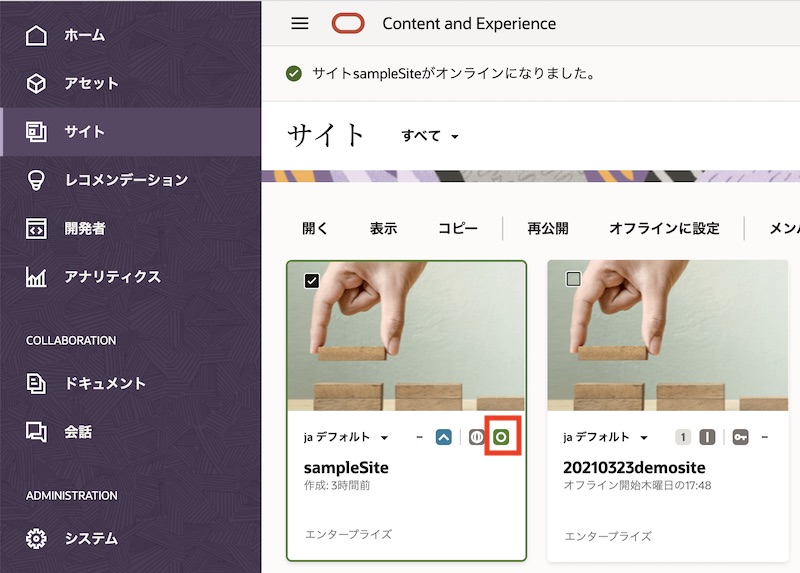 ホーム
アセット
サイト
レコメンデーション
開発者
アナリティクス
COLLABORATION
ドキュメント
会話
ADMINISTRATION
システム
Content and Experience
サイトsampleSiteがオンラインになりました。
サイト すべて
開く 表示 コピー 再公開 オフラインに設定 メン
ja デフォルト –
sampleSite
作成: 3時間前
エンタープライズ
ja デフォルト 1 –
20210323demosite
オフライン開始木曜日の17:48
エンタープライズ